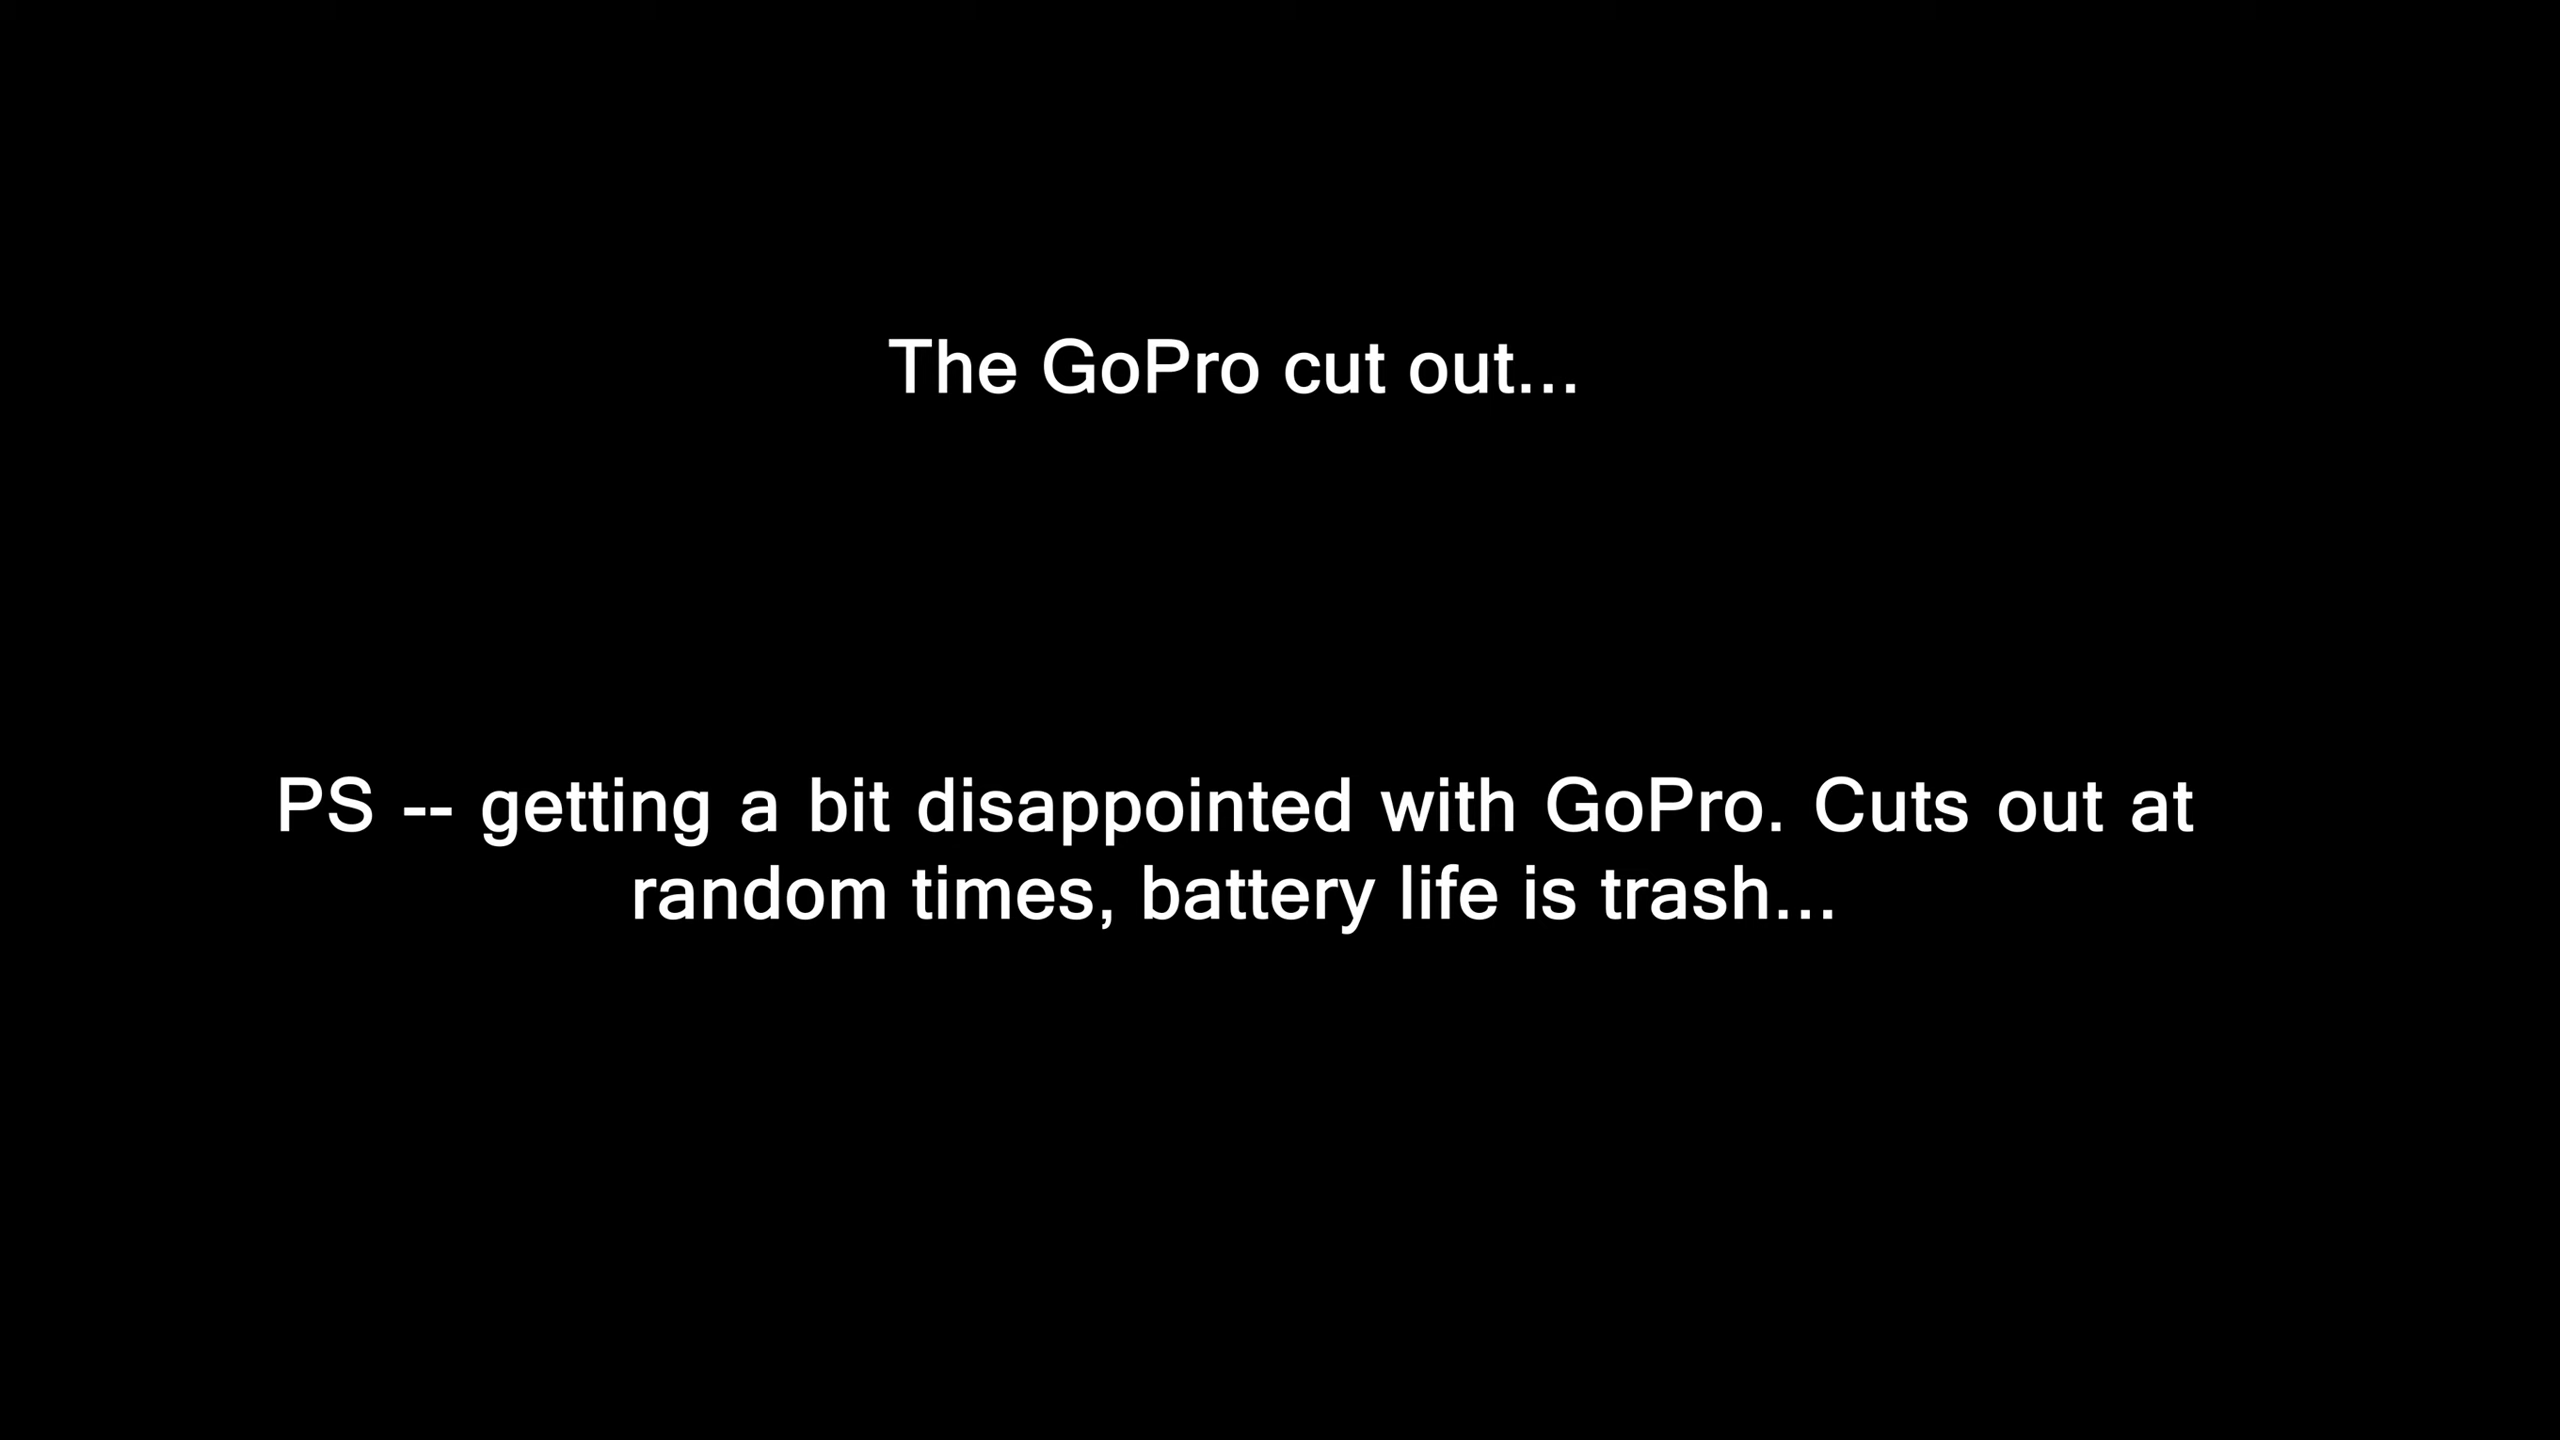 The GoPro cut out...
PS -- getting a bit disappointed with GoPro. Cuts out at
random times, battery life is trash...